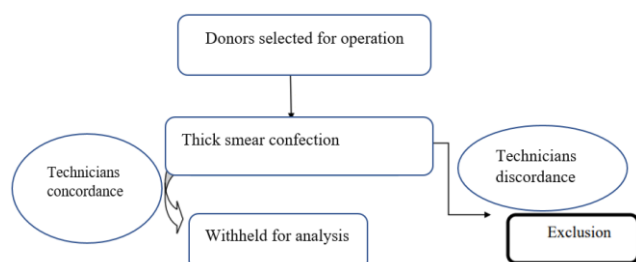 Donors selected for operation
Thick smear confection
Technicians
concordance
Technicians
discordance
Withheld for analysis
Exclusion